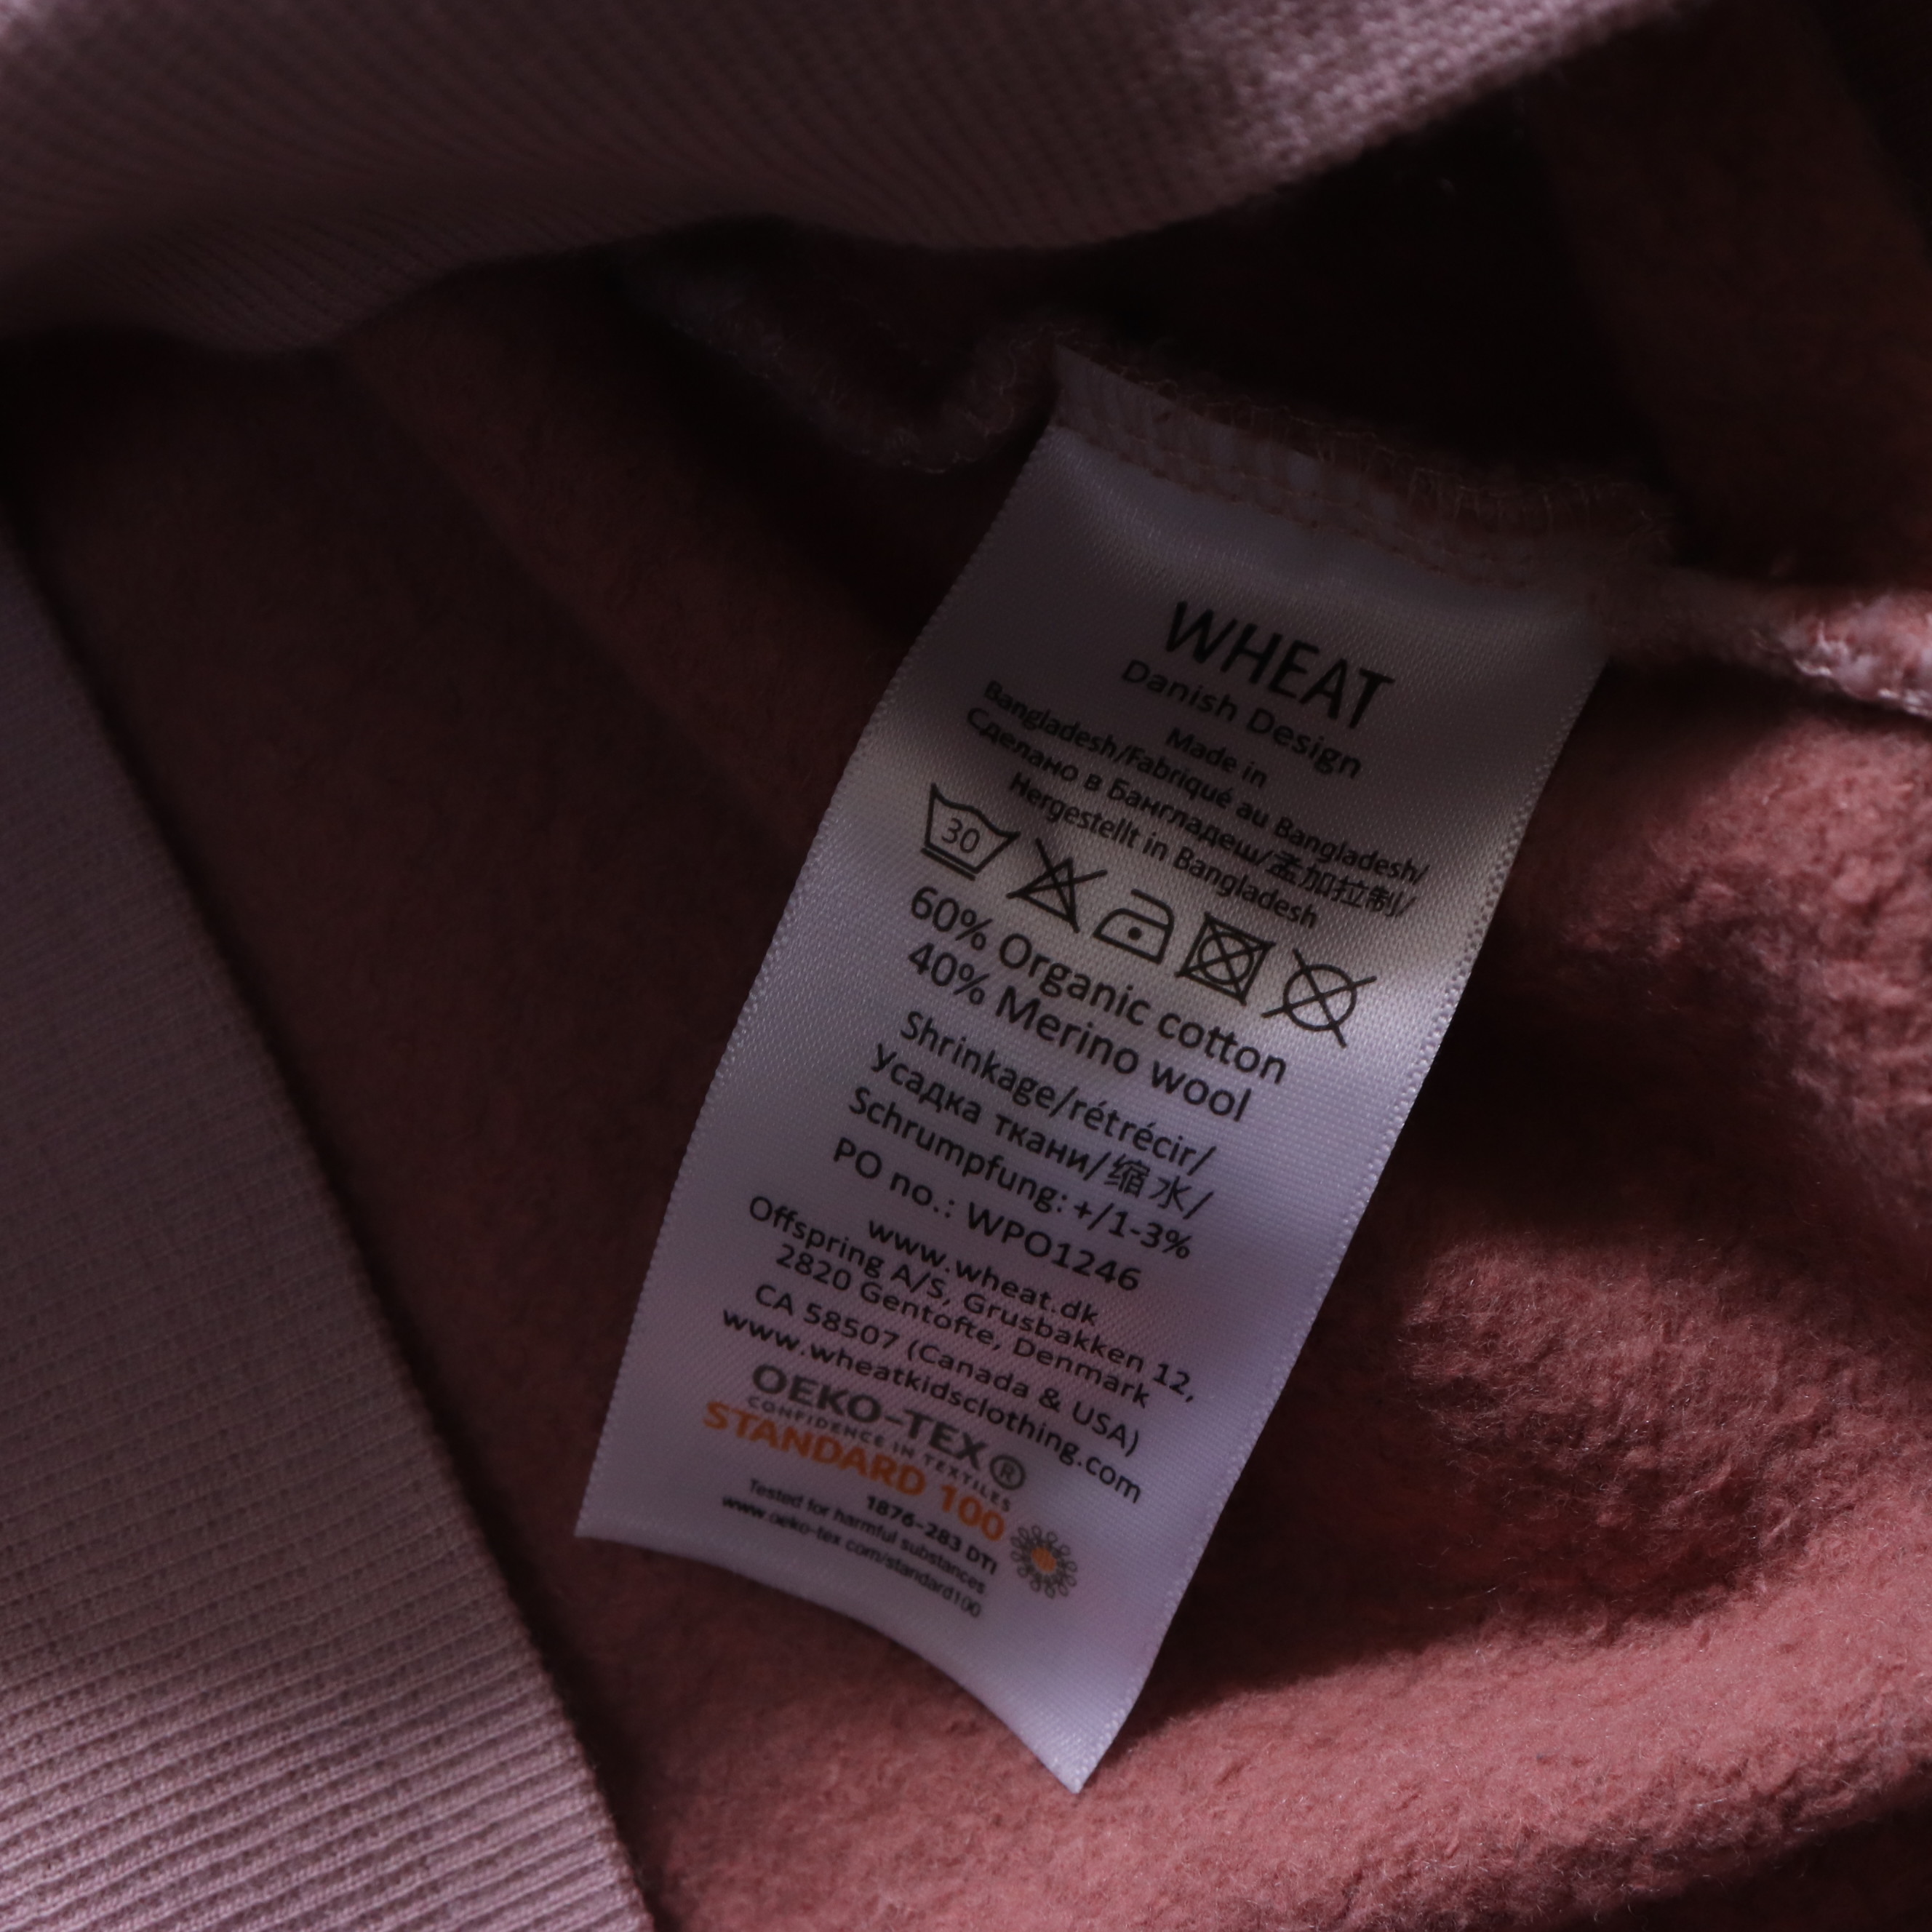 WHEAT
Danish Design
Made in
Bangladesh/Fabriqué au Bangladesh/
Сделано в Бангладеш/孟加拉制/
Hergestellt in Bangladesh
30
60% Organic cotton
40% Merino wool
Shrinkage/rétrécir/
усадка ткани/缩水/
Schrumpfung: +/1-3%
PO no.: WPO1246
www.wheat.dk
Offspring A/S, Grusbakken 12,
2820 Gentofte, Denmark
CA 58507 (Canada & USA)
www.wheatkidsclothing.com
OEKO-TEX®
CONFIDENCE IN TEXTILES
STANDARD 100
1876-283 DTI
Tested for harmful substances
www.oeko-tex.com/standard100